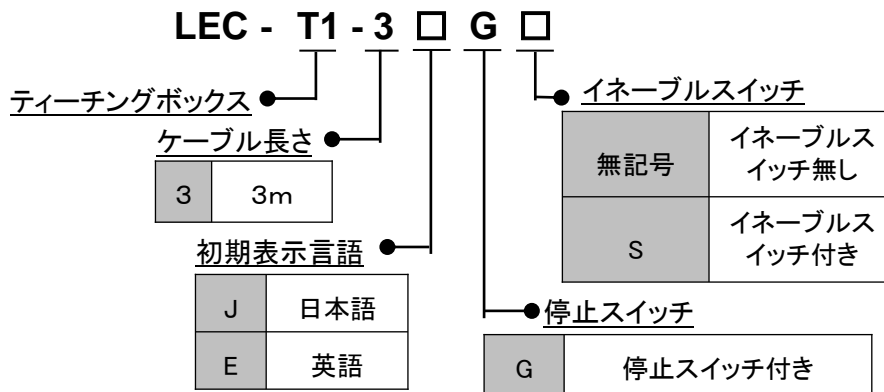 LEC - T1 - 3 □ G □
ティーチングボックス
ケーブル長さ
3 3m
初期表示言語
J 日本語
E 英語
イネーブルスイッチ
無記号 イネーブルス
イッチ無し
S イネーブルス
イッチ付き
停止スイッチ
G 停止スイッチ付き